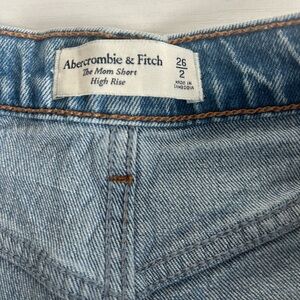 Abercrombie & Fitch
The Mom Short
High Rise
26
2
MADE IN
CAMBODIA